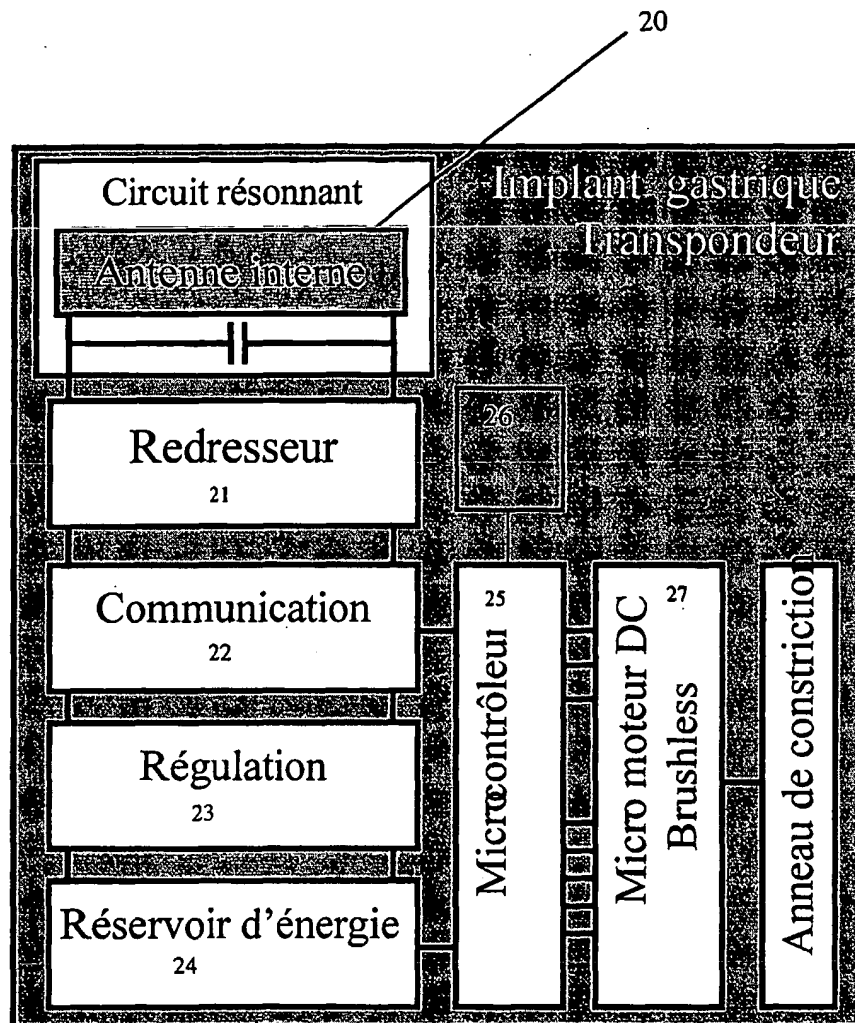 20
Circuit résonnant
Antenne interne
Implant gastrique
Transpondeur
Redresseur
21
26
Communication
22
Régulation
23
Réservoir d'énergie
24
25
Microcontrôleur
27
Micro moteur DC
Brushless
Anneau de constriction